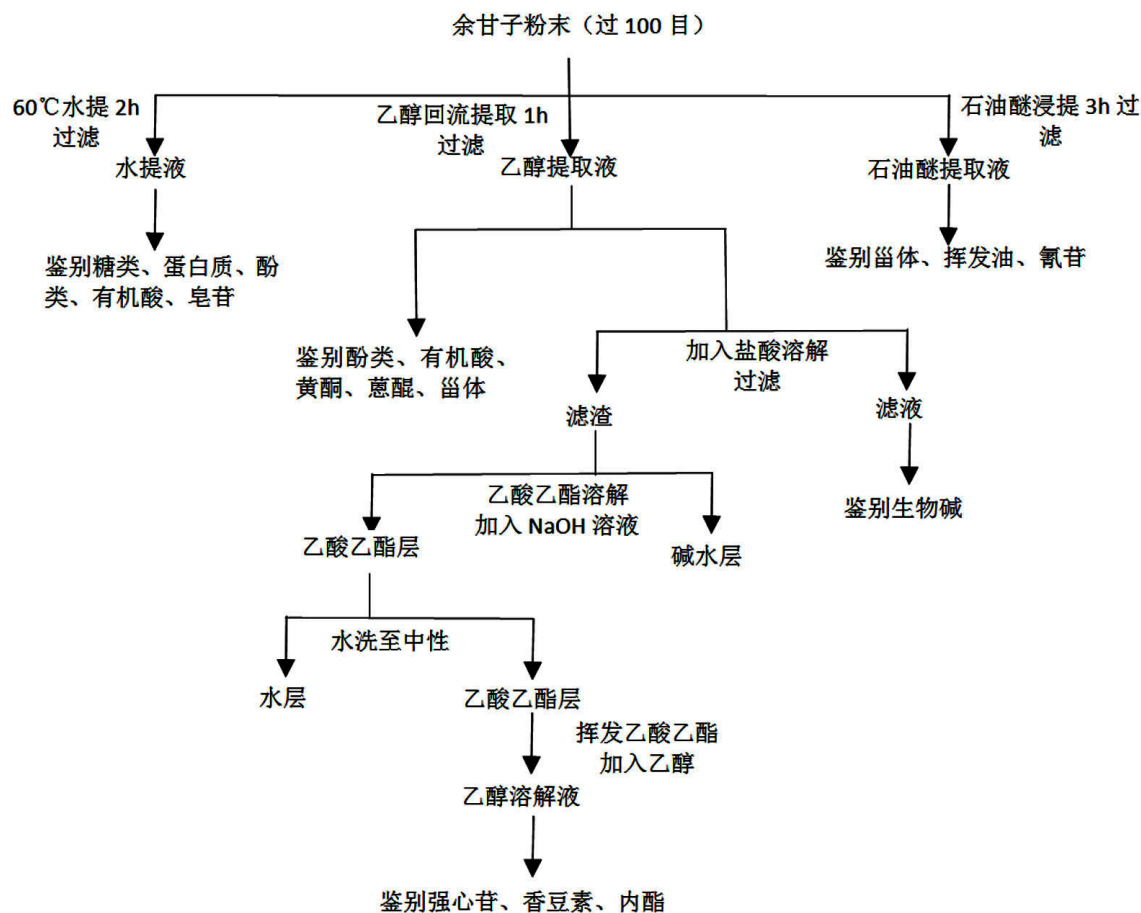 余甘子粉末（过 100 目）
60℃水提 2h
过滤
乙醇回流提取 1h
过滤
石油醚浸提 3h 过
滤
水提液
乙醇提取液
石油醚提取液
鉴别糖类、蛋白质、酚
类、有机酸、皂苷
鉴别甾体、挥发油、氰苷
鉴别酚类、有机酸、
黄酮、蒽醌、甾体
加入盐酸溶解
过滤
滤渣
滤液
乙酸乙酯溶解
加入 NaOH 溶液
鉴别生物碱
乙酸乙酯层
碱水层
水洗至中性
水层
乙酸乙酯层
挥发乙酸乙酯
加入乙醇
乙醇溶解液
鉴别强心苷、香豆素、内酯